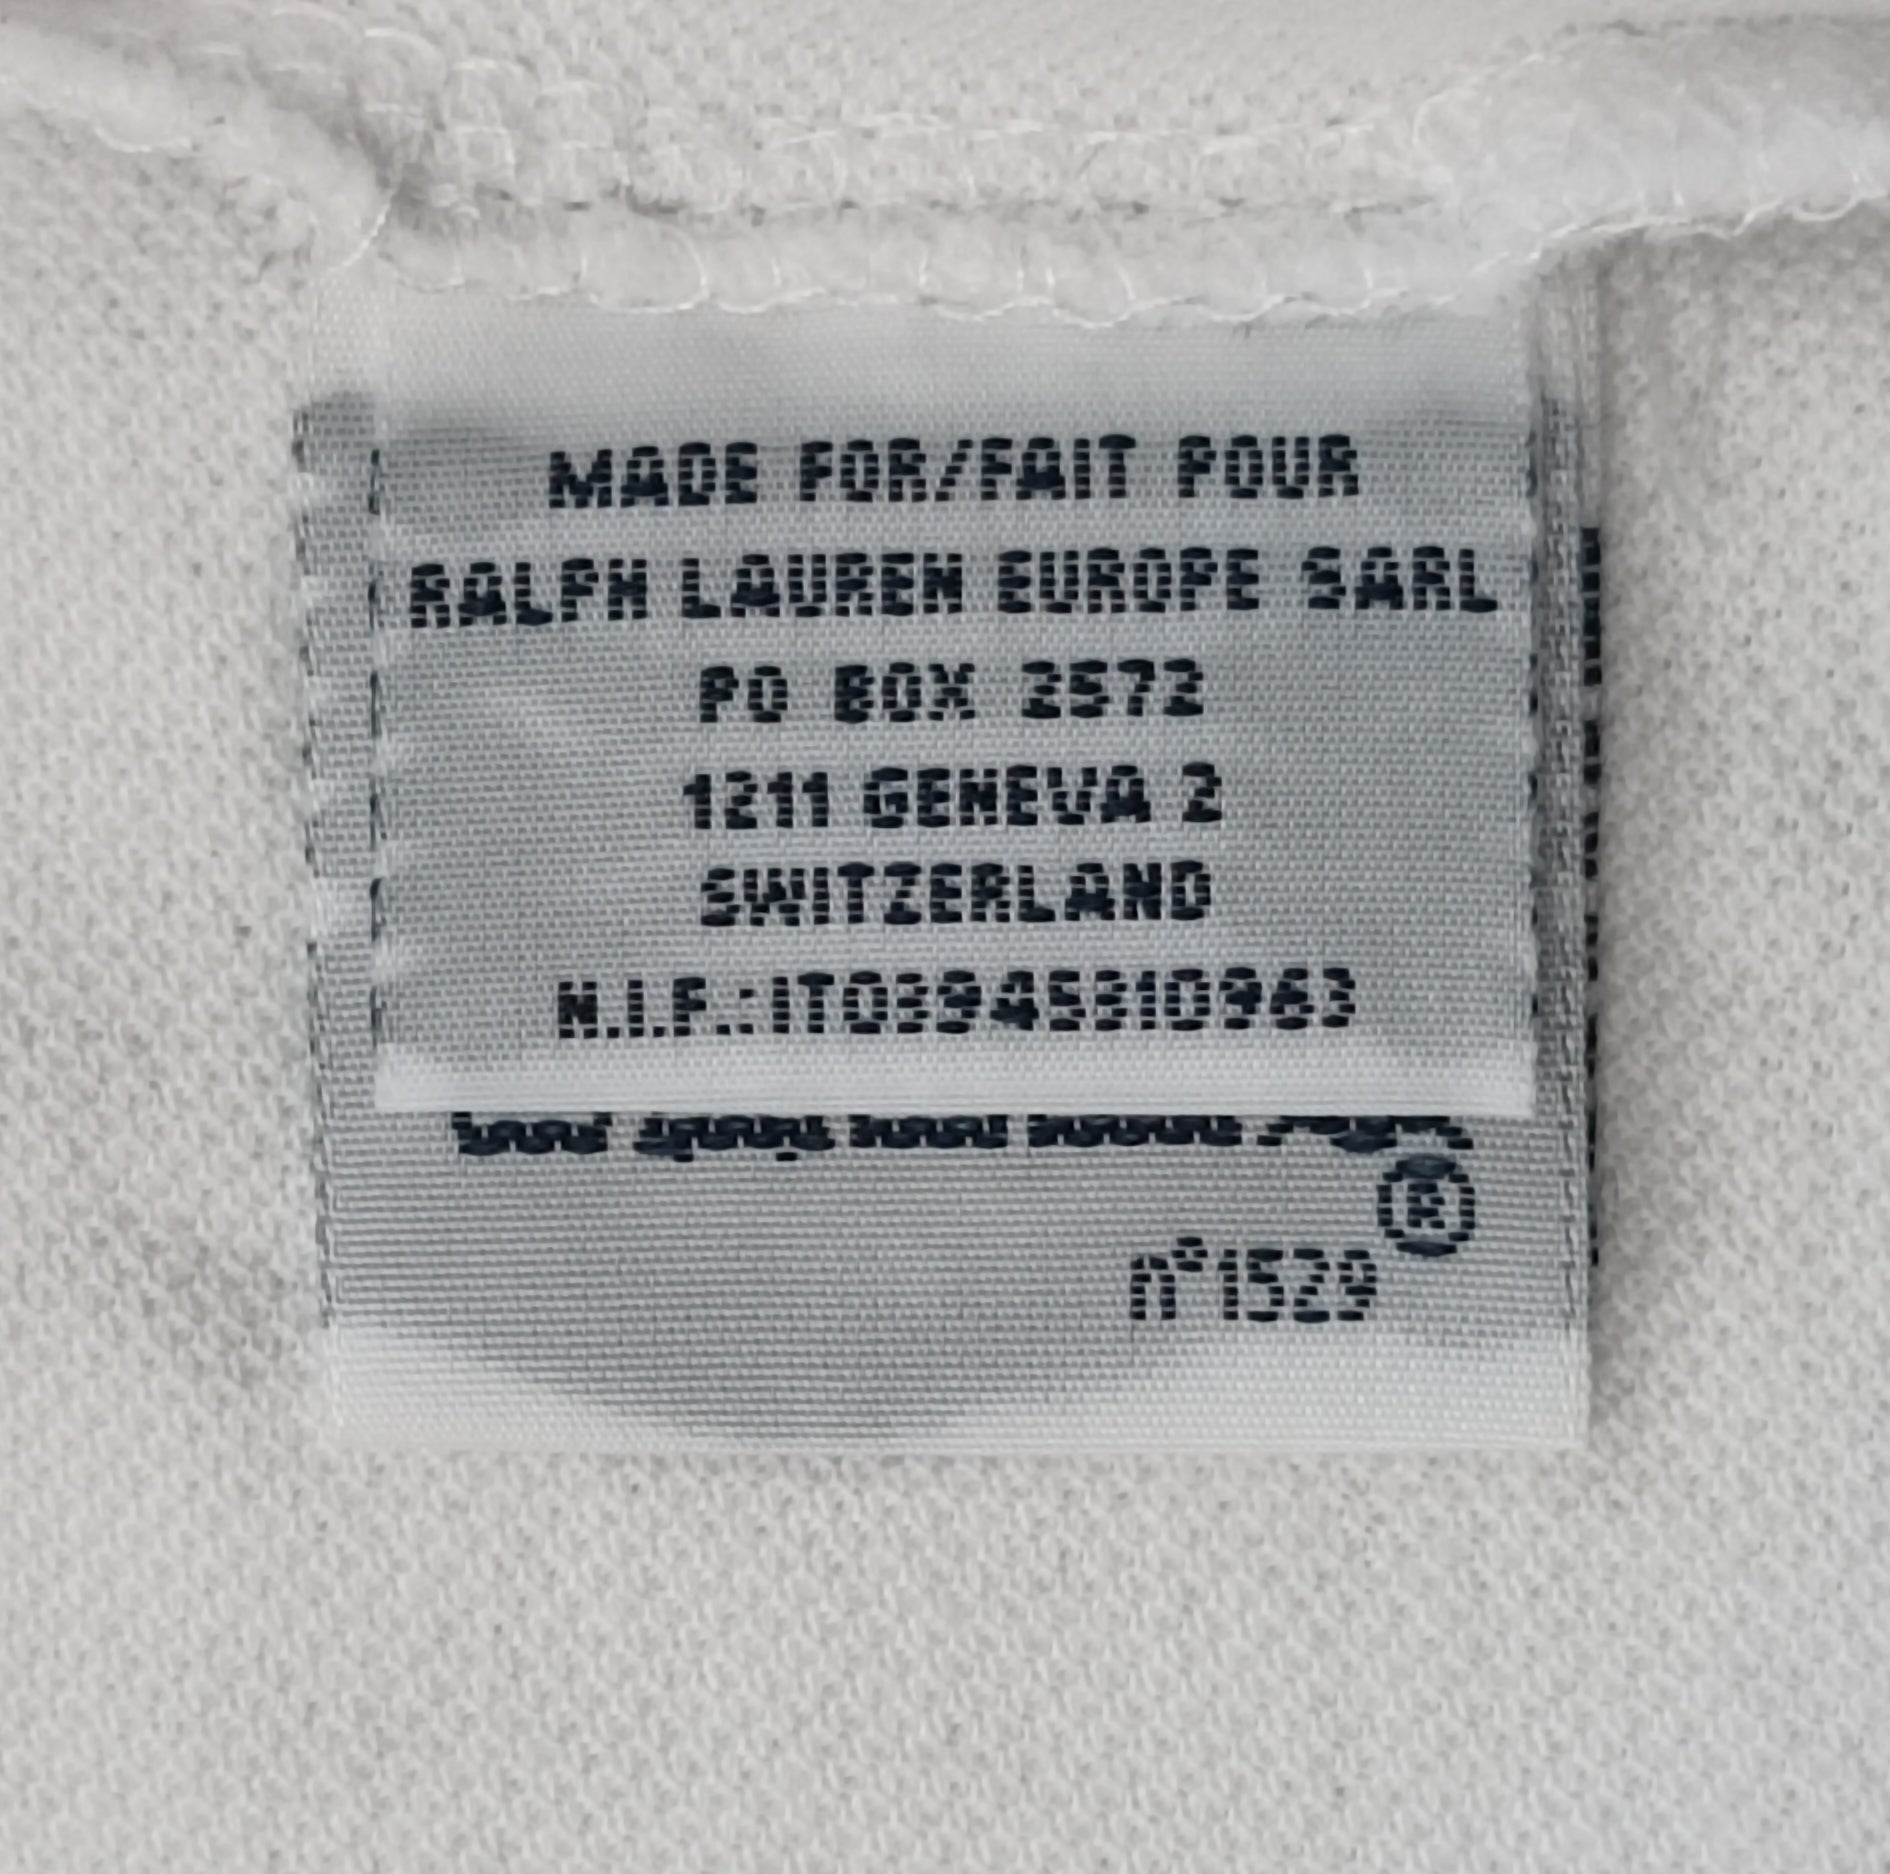 MADE FOR/FAIT POUR
RALPH LAUREN EUROPE SARL
PO BOX 2572
1211 GENEVA 2
SWITZERLAND
N.I.F.:IT03945810963
®
n°1529